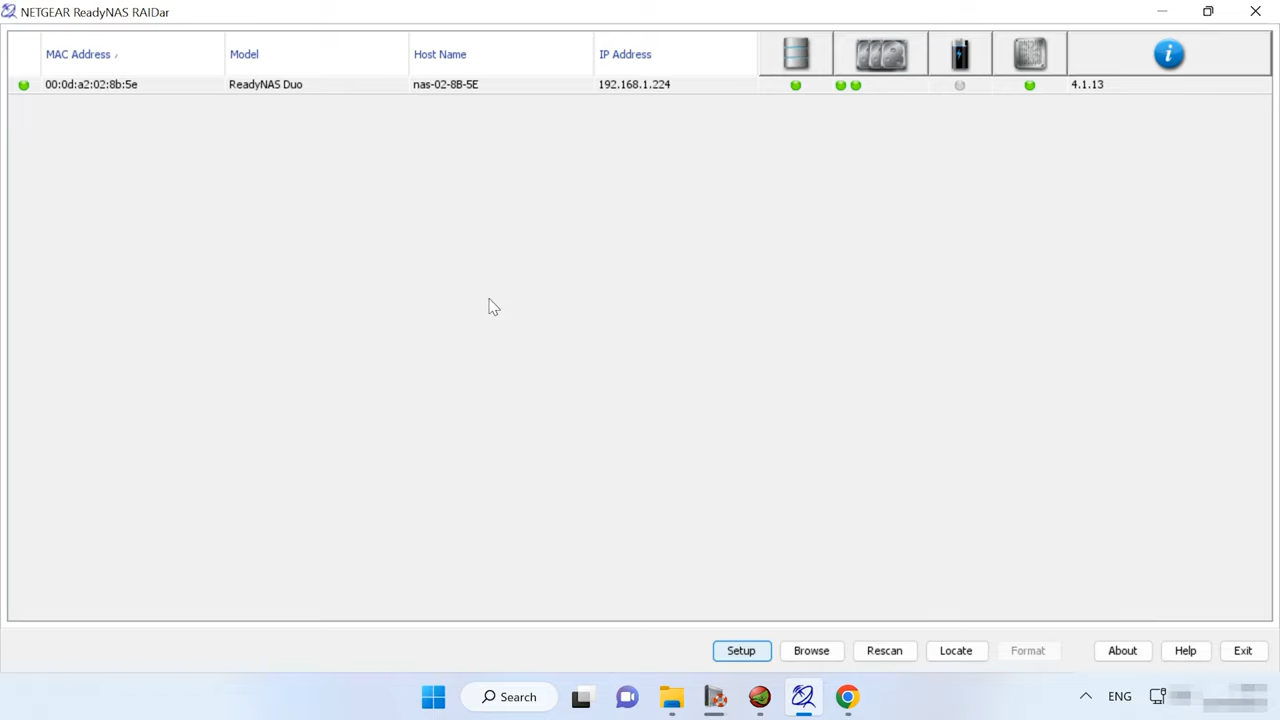 NETGEAR ReadyNAS RAIDar
MAC Address Model Host Name IP Address
00:0d:a2:02:8b:5e ReadyNAS Duo nas-02-8B-5E 192.168.1.224 4.1.13
Setup Browse Rescan Locate Format About Help Exit
Search ENG